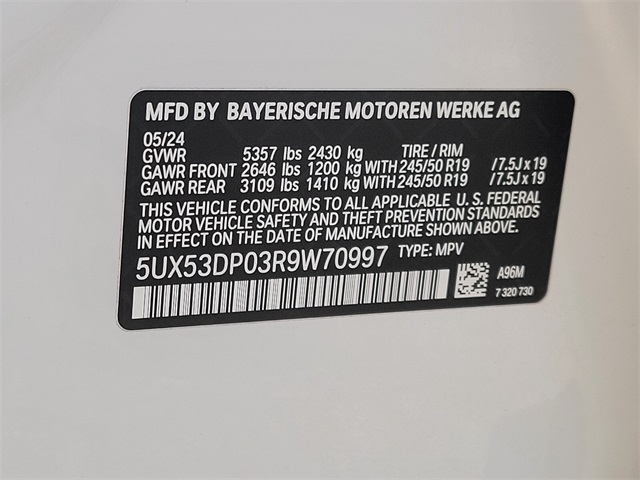 MFD BY BAYERISCHE MOTOREN WERKE AG
05/24
GVWR 5357 lbs 2430 kg TIRE / RIM
GAWR FRONT 2646 lbs 1200 kg WITH 245/50 R19 /7.5J x 19
GAWR REAR 3109 lbs 1410 kg WITH 245/50 R19 /7.5J x 19
THIS VEHICLE CONFORMS TO ALL APPLICABLE U. S. FEDERAL
MOTOR VEHICLE SAFETY AND THEFT PREVENTION STANDARDS
IN EFFECT ON THE DATE OF MANUFACTURE SHOWN ABOVE.
5UX53DP03R9W70997 TYPE: MPV
A96M
7 320 730